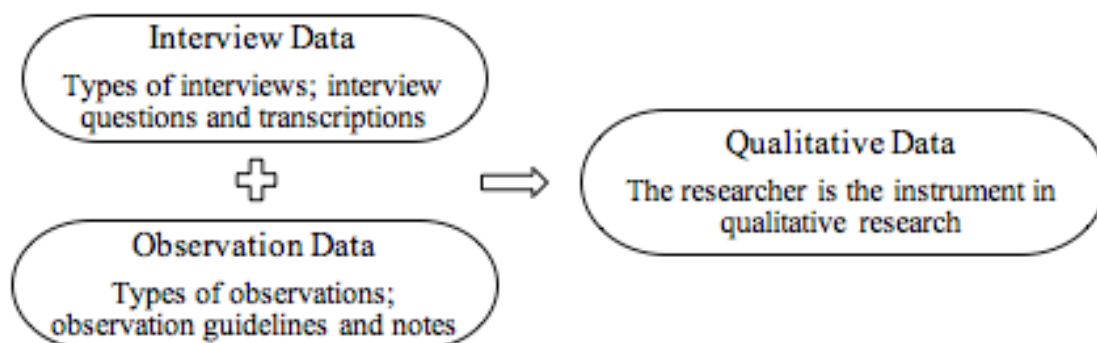 Interview Data
Types of interviews; interview
questions and transcriptions
Observation Data
Types of observations;
observation guidelines and notes
Qualitative Data
The researcher is the instrument in
qualitative research